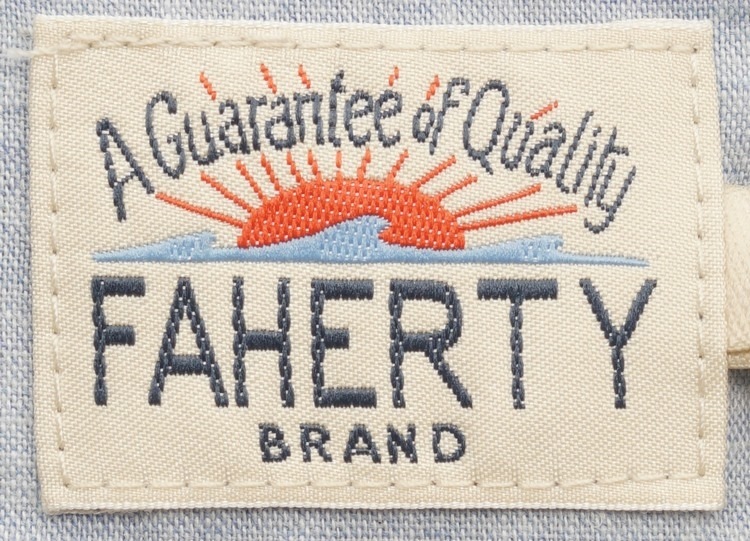 A Guarantee of Quality
FAHERTY
BRAND